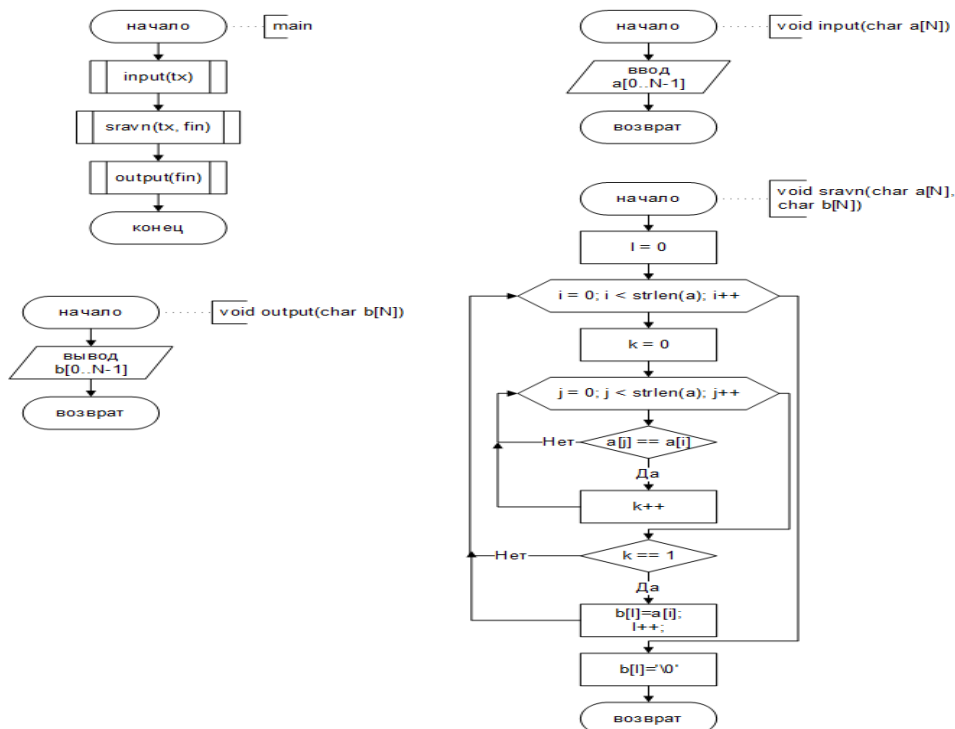 начало
main
input(tx)
sravn(tx, fin)
output(fin)
конец
начало
void output(char b[N])
вывод
b[0..N-1]
возврат
начало
void input(char a[N])
ввод
a[0..N-1]
возврат
начало
void sravn(char a[N],
char b[N])
l = 0
i = 0; i < strlen(a); i++
k = 0
j = 0; j < strlen(a); j++
Нет
a[j] == a[i]
Да
k++
Нет
k == 1
Да
b[l]=a[i];
l++;
b[l]='\0'
возврат